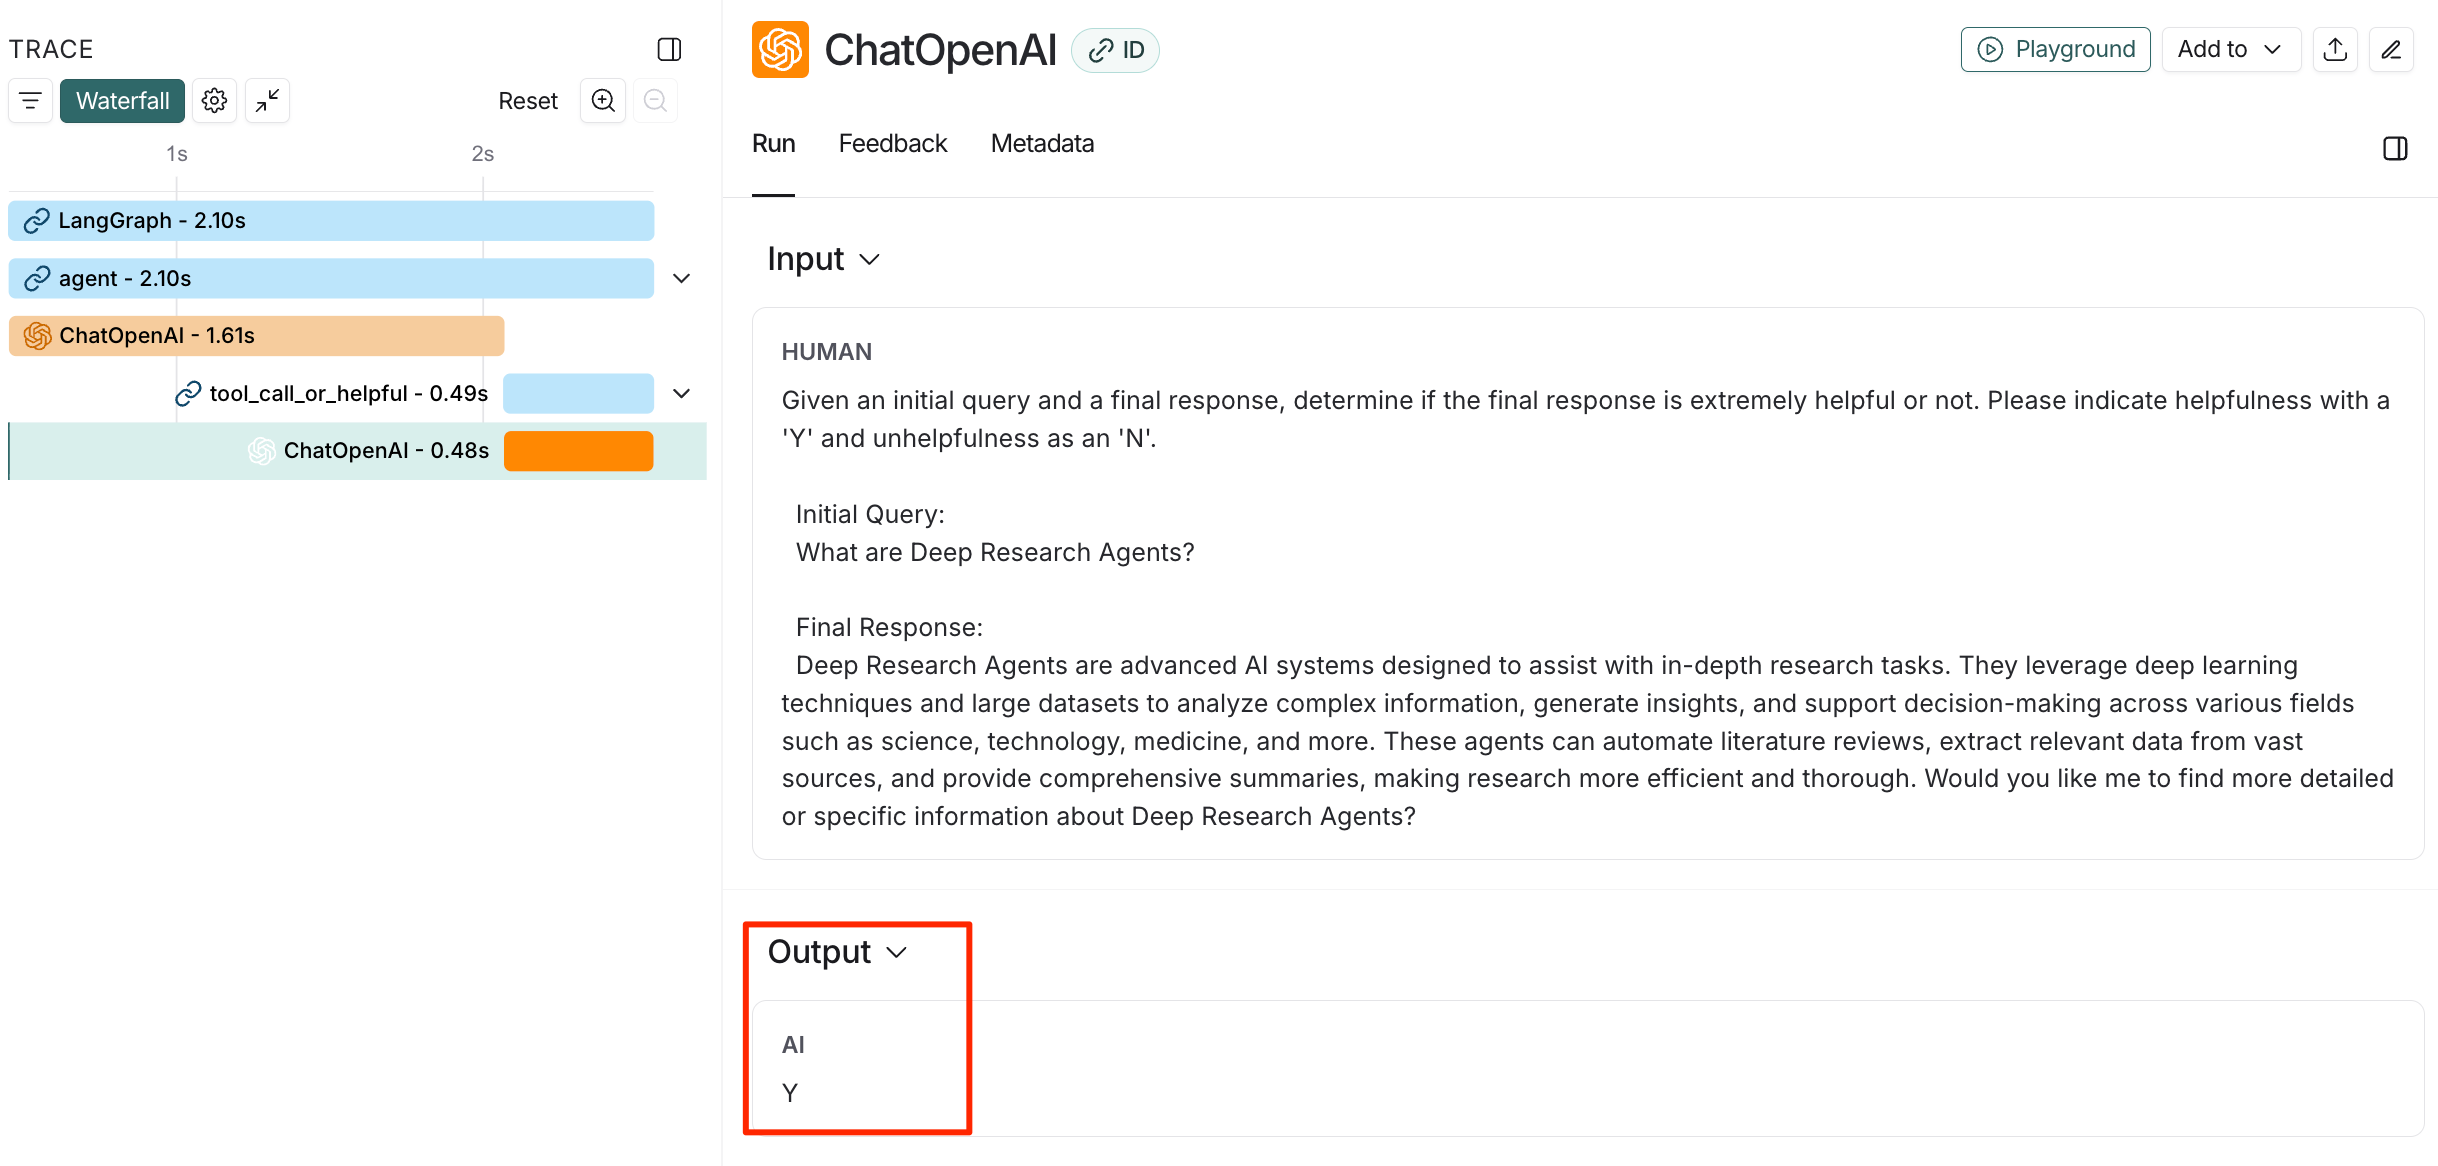 TRACE
Waterfall
Reset
1s
2s
LangGraph - 2.10s
agent - 2.10s
ChatOpenAI - 1.61s
tool_call_or_helpful - 0.49s
ChatOpenAI - 0.48s
ChatOpenAI
ID
Playground
Add to
Run
Feedback
Metadata
Input
HUMAN
Given an initial query and a final response, determine if the final response is extremely helpful or not. Please indicate helpfulness with a
'Y' and unhelpfulness as an 'N'.
Initial Query:
What are Deep Research Agents?
Final Response:
Deep Research Agents are advanced AI systems designed to assist with in-depth research tasks. They leverage deep learning
techniques and large datasets to analyze complex information, generate insights, and support decision-making across various fields
such as science, technology, medicine, and more. These agents can automate literature reviews, extract relevant data from vast
sources, and provide comprehensive summaries, making research more efficient and thorough. Would you like me to find more detailed
or specific information about Deep Research Agents?
Output
AI
Y